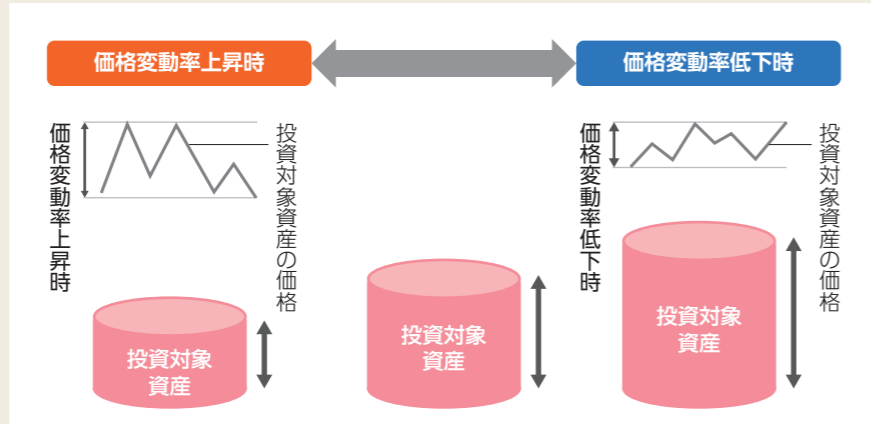 価格変動率上昇時
価格変動率低下時
価格変動率上昇時
投資対象資産の価格
価格変動率低下時
投資対象資産の価格
投資対象
資産
投資対象
資産
投資対象
資産